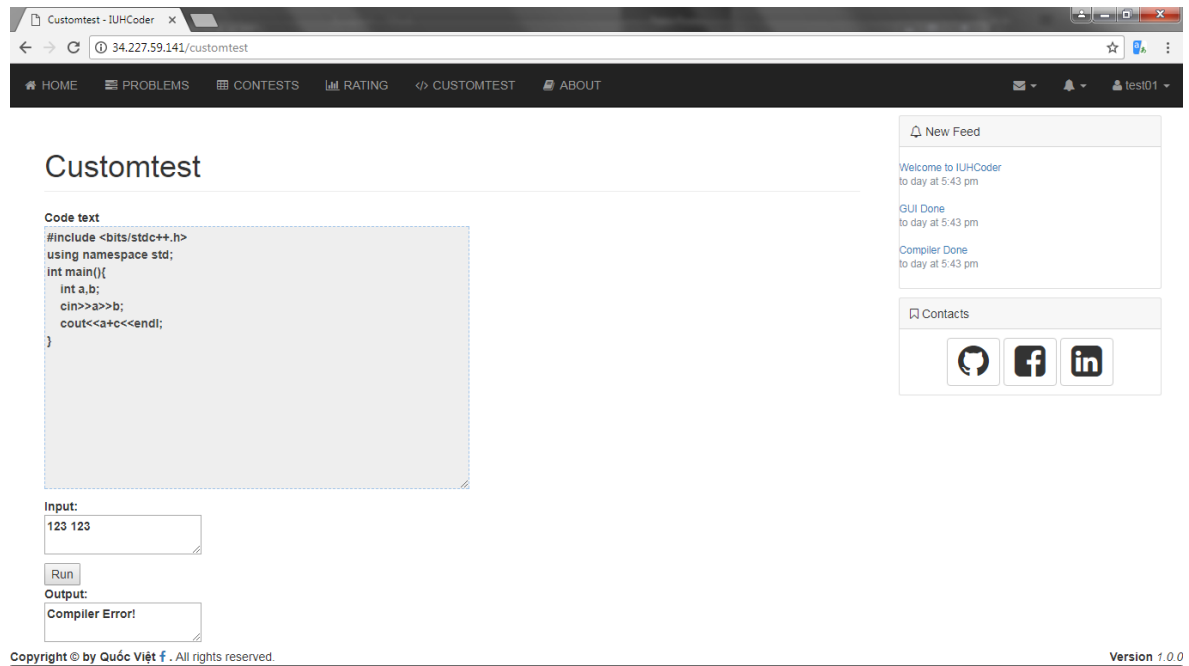 Customtest - IUHCoder
34.227.59.141/customtest
HOME PROBLEMS CONTESTS RATING </> CUSTOMTEST ABOUT test01
Customtest
Code text
#include <bits/stdc++.h>
using namespace std;
int main(){
    int a,b;
    cin>>a>>b;
    cout<<a+c<<endl;
}
Input:
123 123
Run
Output:
Compiler Error!
New Feed
Welcome to IUHCoder
to day at 5:43 pm
GUI Done
to day at 5:43 pm
Compiler Done
to day at 5:43 pm
Contacts
Copyright © by Quốc Việt f . All rights reserved.
Version 1.0.0